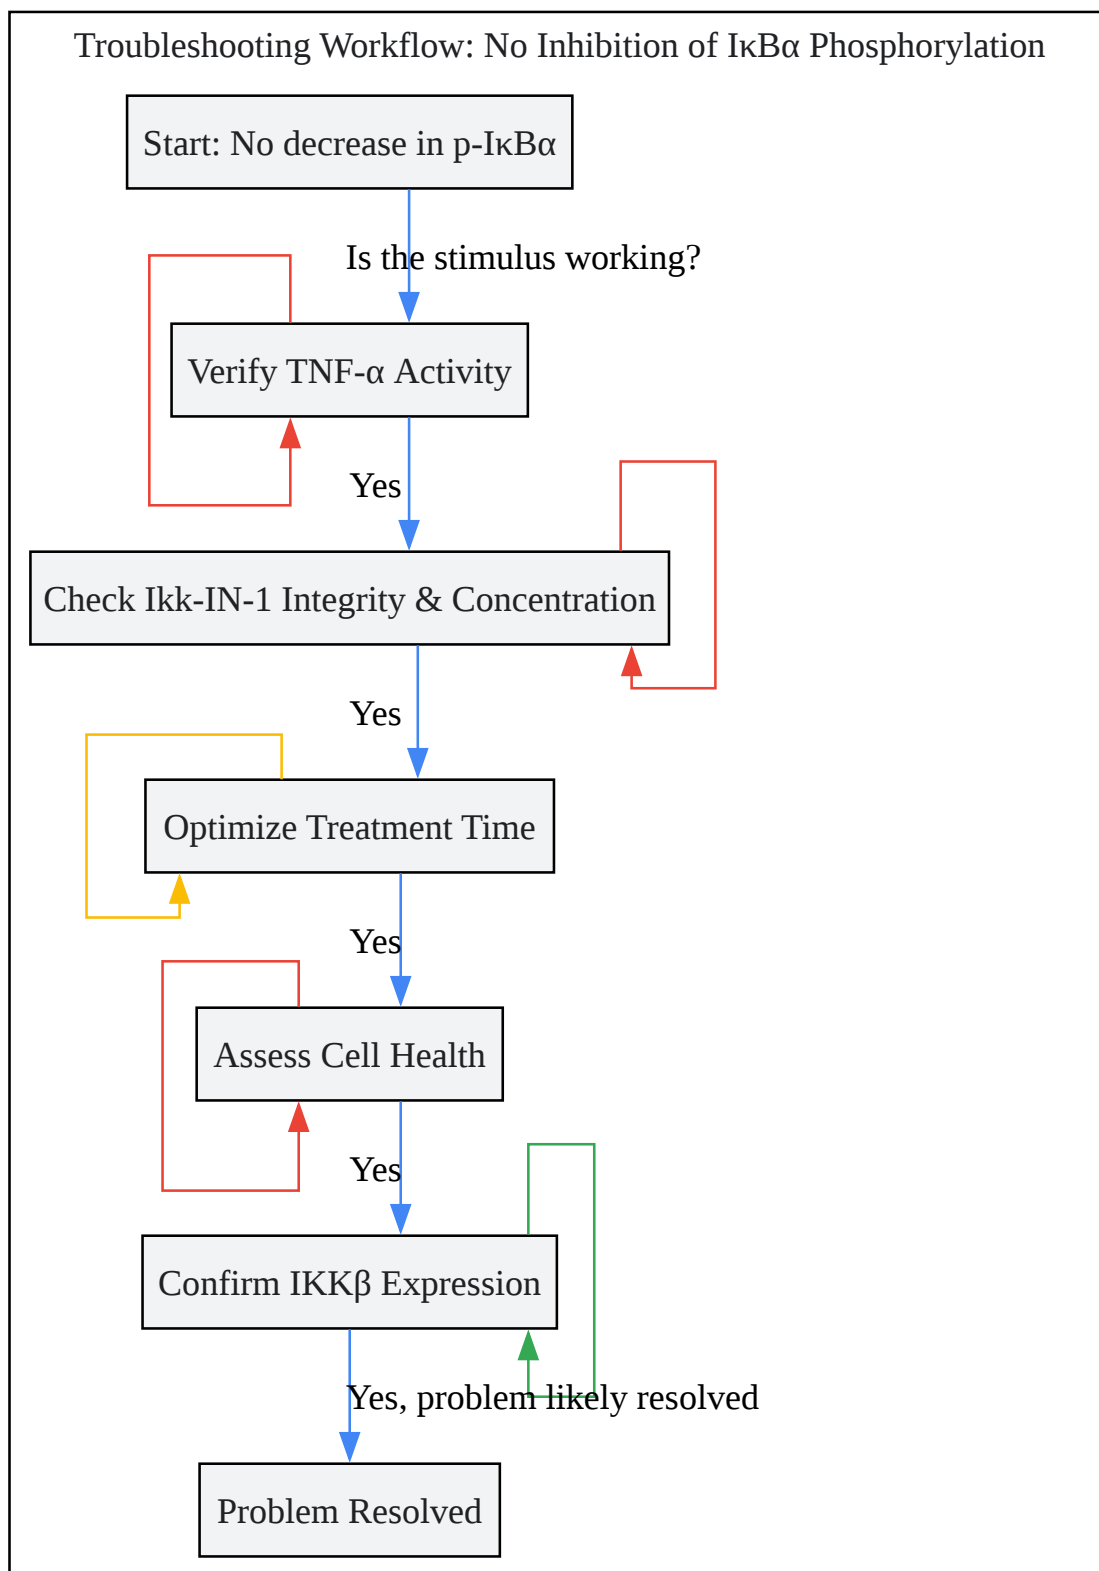 Troubleshooting Workflow: No Inhibition of IκBα Phosphorylation
Start: No decrease in p-IκBα
Is the stimulus working?
Verify TNF-α Activity
Yes
Check Ikk-IN-1 Integrity & Concentration
Yes
Optimize Treatment Time
Yes
Assess Cell Health
Yes
Confirm IKKβ Expression
Yes, problem likely resolved
Problem Resolved